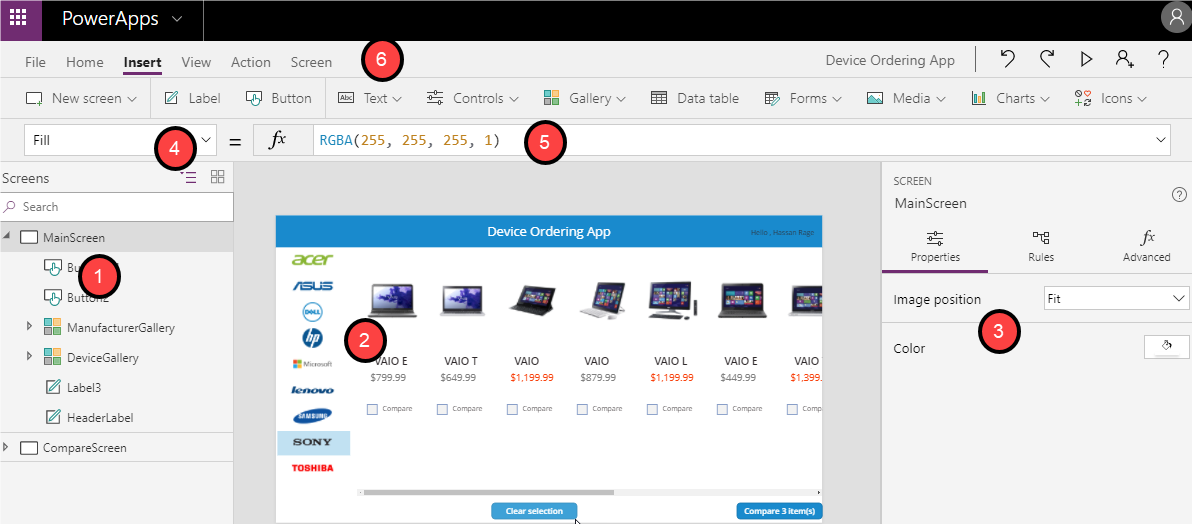 PowerApps
File Home Insert View Action Screen 6 Device Ordering App ?
New screen Label Button Abc Text Controls Gallery Data table Forms Media Charts Icons
Fill 4 = fx RGBA(255, 255, 255, 1) 5
Screens
Search
MainScreen
1
Button2
ManufacturerGallery
DeviceGallery
Label3
HeaderLabel
CompareScreen
Device Ordering App Hello , Hassan Rage
acer
ASUS
DELL
hp
Microsoft
lenovo
SAMSUNG
SONY
TOSHIBA
2
VAIO E VAIO T VAIO VAIO VAIO L VAIO E VAIO
$799.99 $649.99 $1,199.99 $879.99 $1,199.99 $449.99 $1,399.
Compare Compare Compare Compare Compare Compare Com
Clear selection Compare 3 item(s)
SCREEN
MainScreen ?
Properties Rules fx Advanced
Image position Fit
3
Color